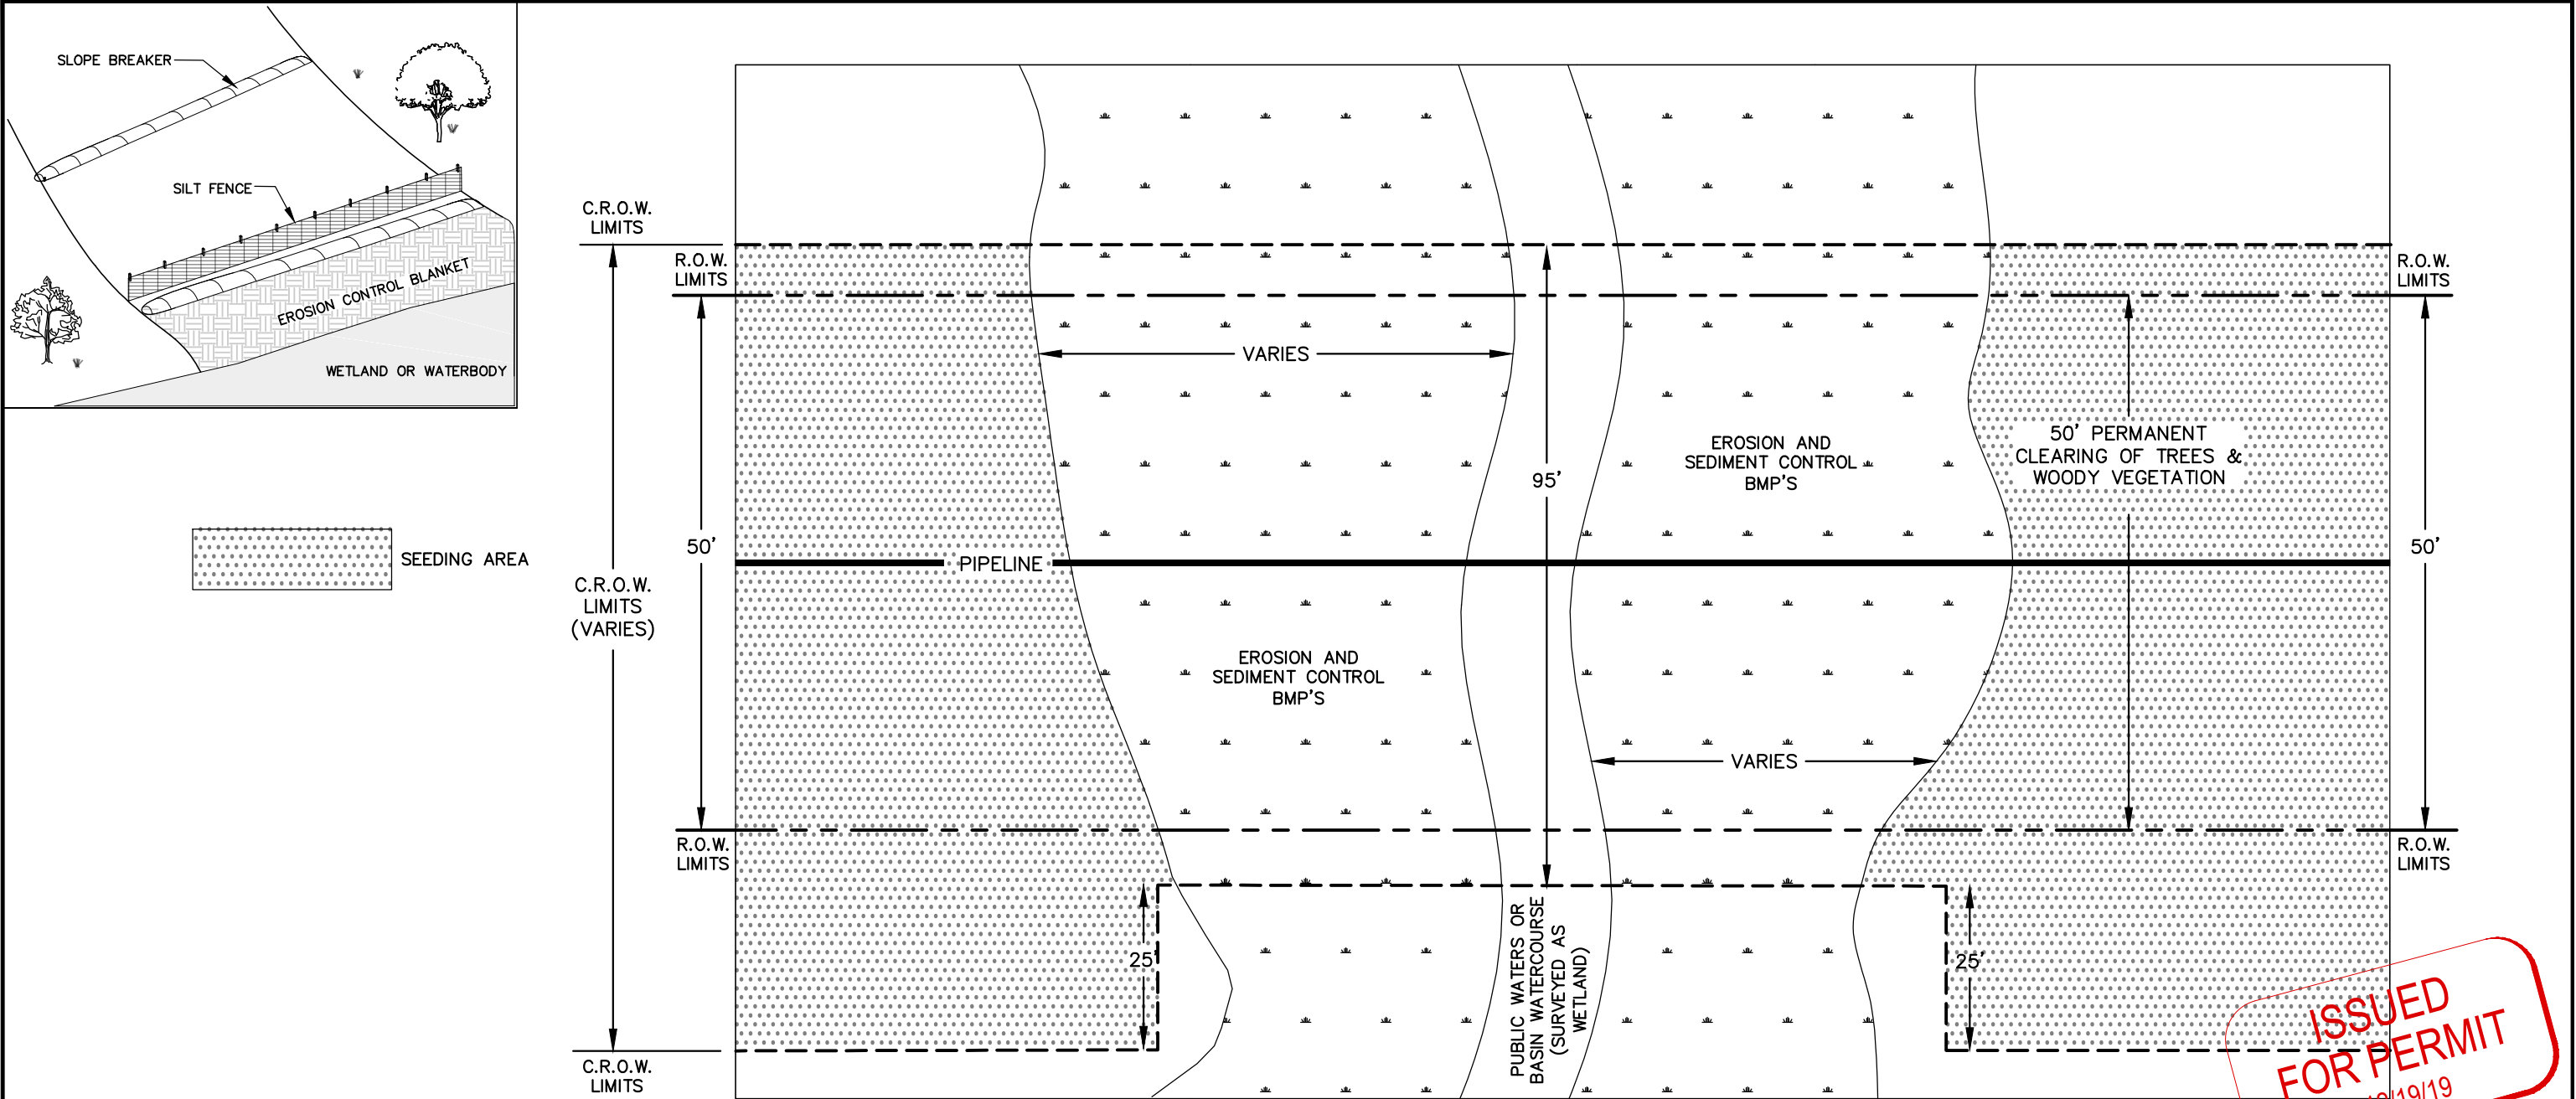 SLOPE BREAKER
SILT FENCE
EROSION CONTROL BLANKET
WETLAND OR WATERBODY
SEEDING AREA
C.R.O.W.
LIMITS
R.O.W.
LIMITS
50'
C.R.O.W.
LIMITS
(VARIES)
R.O.W.
LIMITS
C.R.O.W.
LIMITS
VARIES
PIPELINE
EROSION AND
SEDIMENT CONTROL
BMP'S
25'
95'
PUBLIC WATERS OR
BASIN WATERCOURSE
(SURVEYED AS
WETLAND)
EROSION AND
SEDIMENT CONTROL
BMP'S
VARIES
50' PERMANENT
CLEARING OF TREES &
WOODY VEGETATION
25'
R.O.W.
LIMITS
50'
R.O.W.
LIMITS
ISSUED
FOR PERMIT